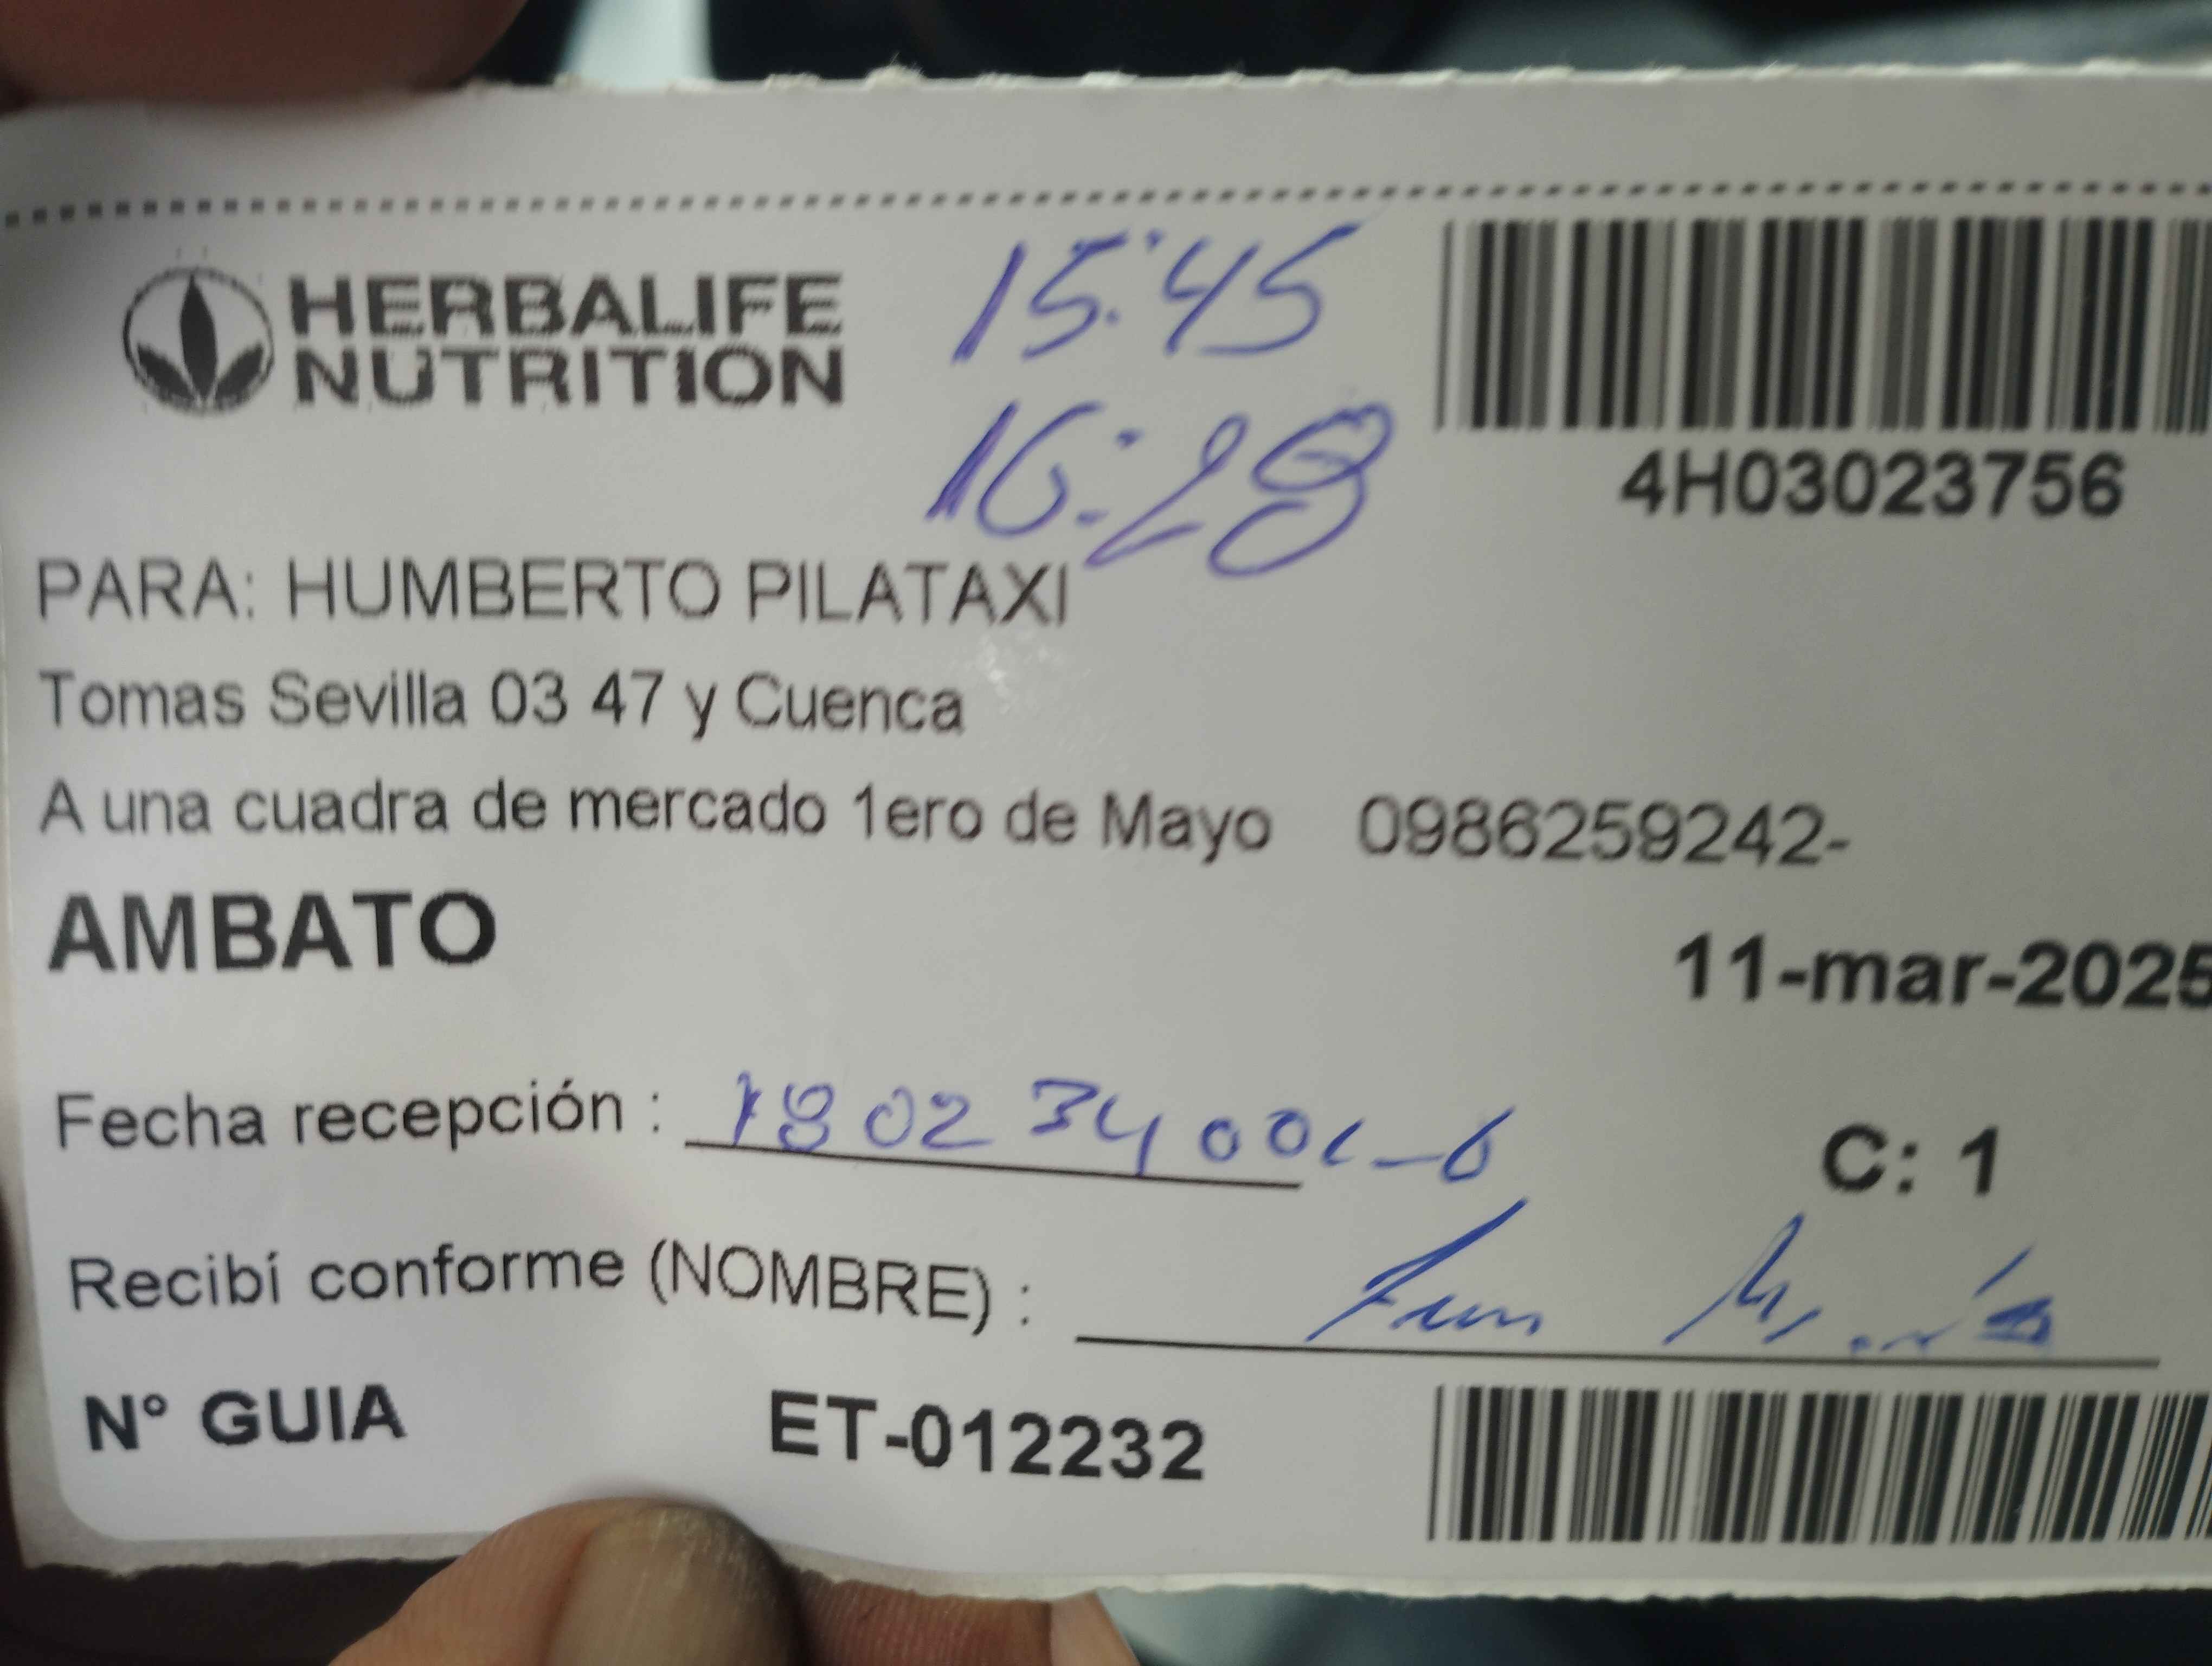 HERBALIFE
NUTRITION
15:45
16:28
4H03023756
PARA: HUMBERTO PILATAXI
Tomas Sevilla 03 47 y Cuenca
A una cuadra de mercado 1ero de Mayo 0986259242-
AMBATO
11-mar-2025
Fecha recepción :
C: 1
Recibí conforme (NOMBRE) :
N° GUIA ET-012232